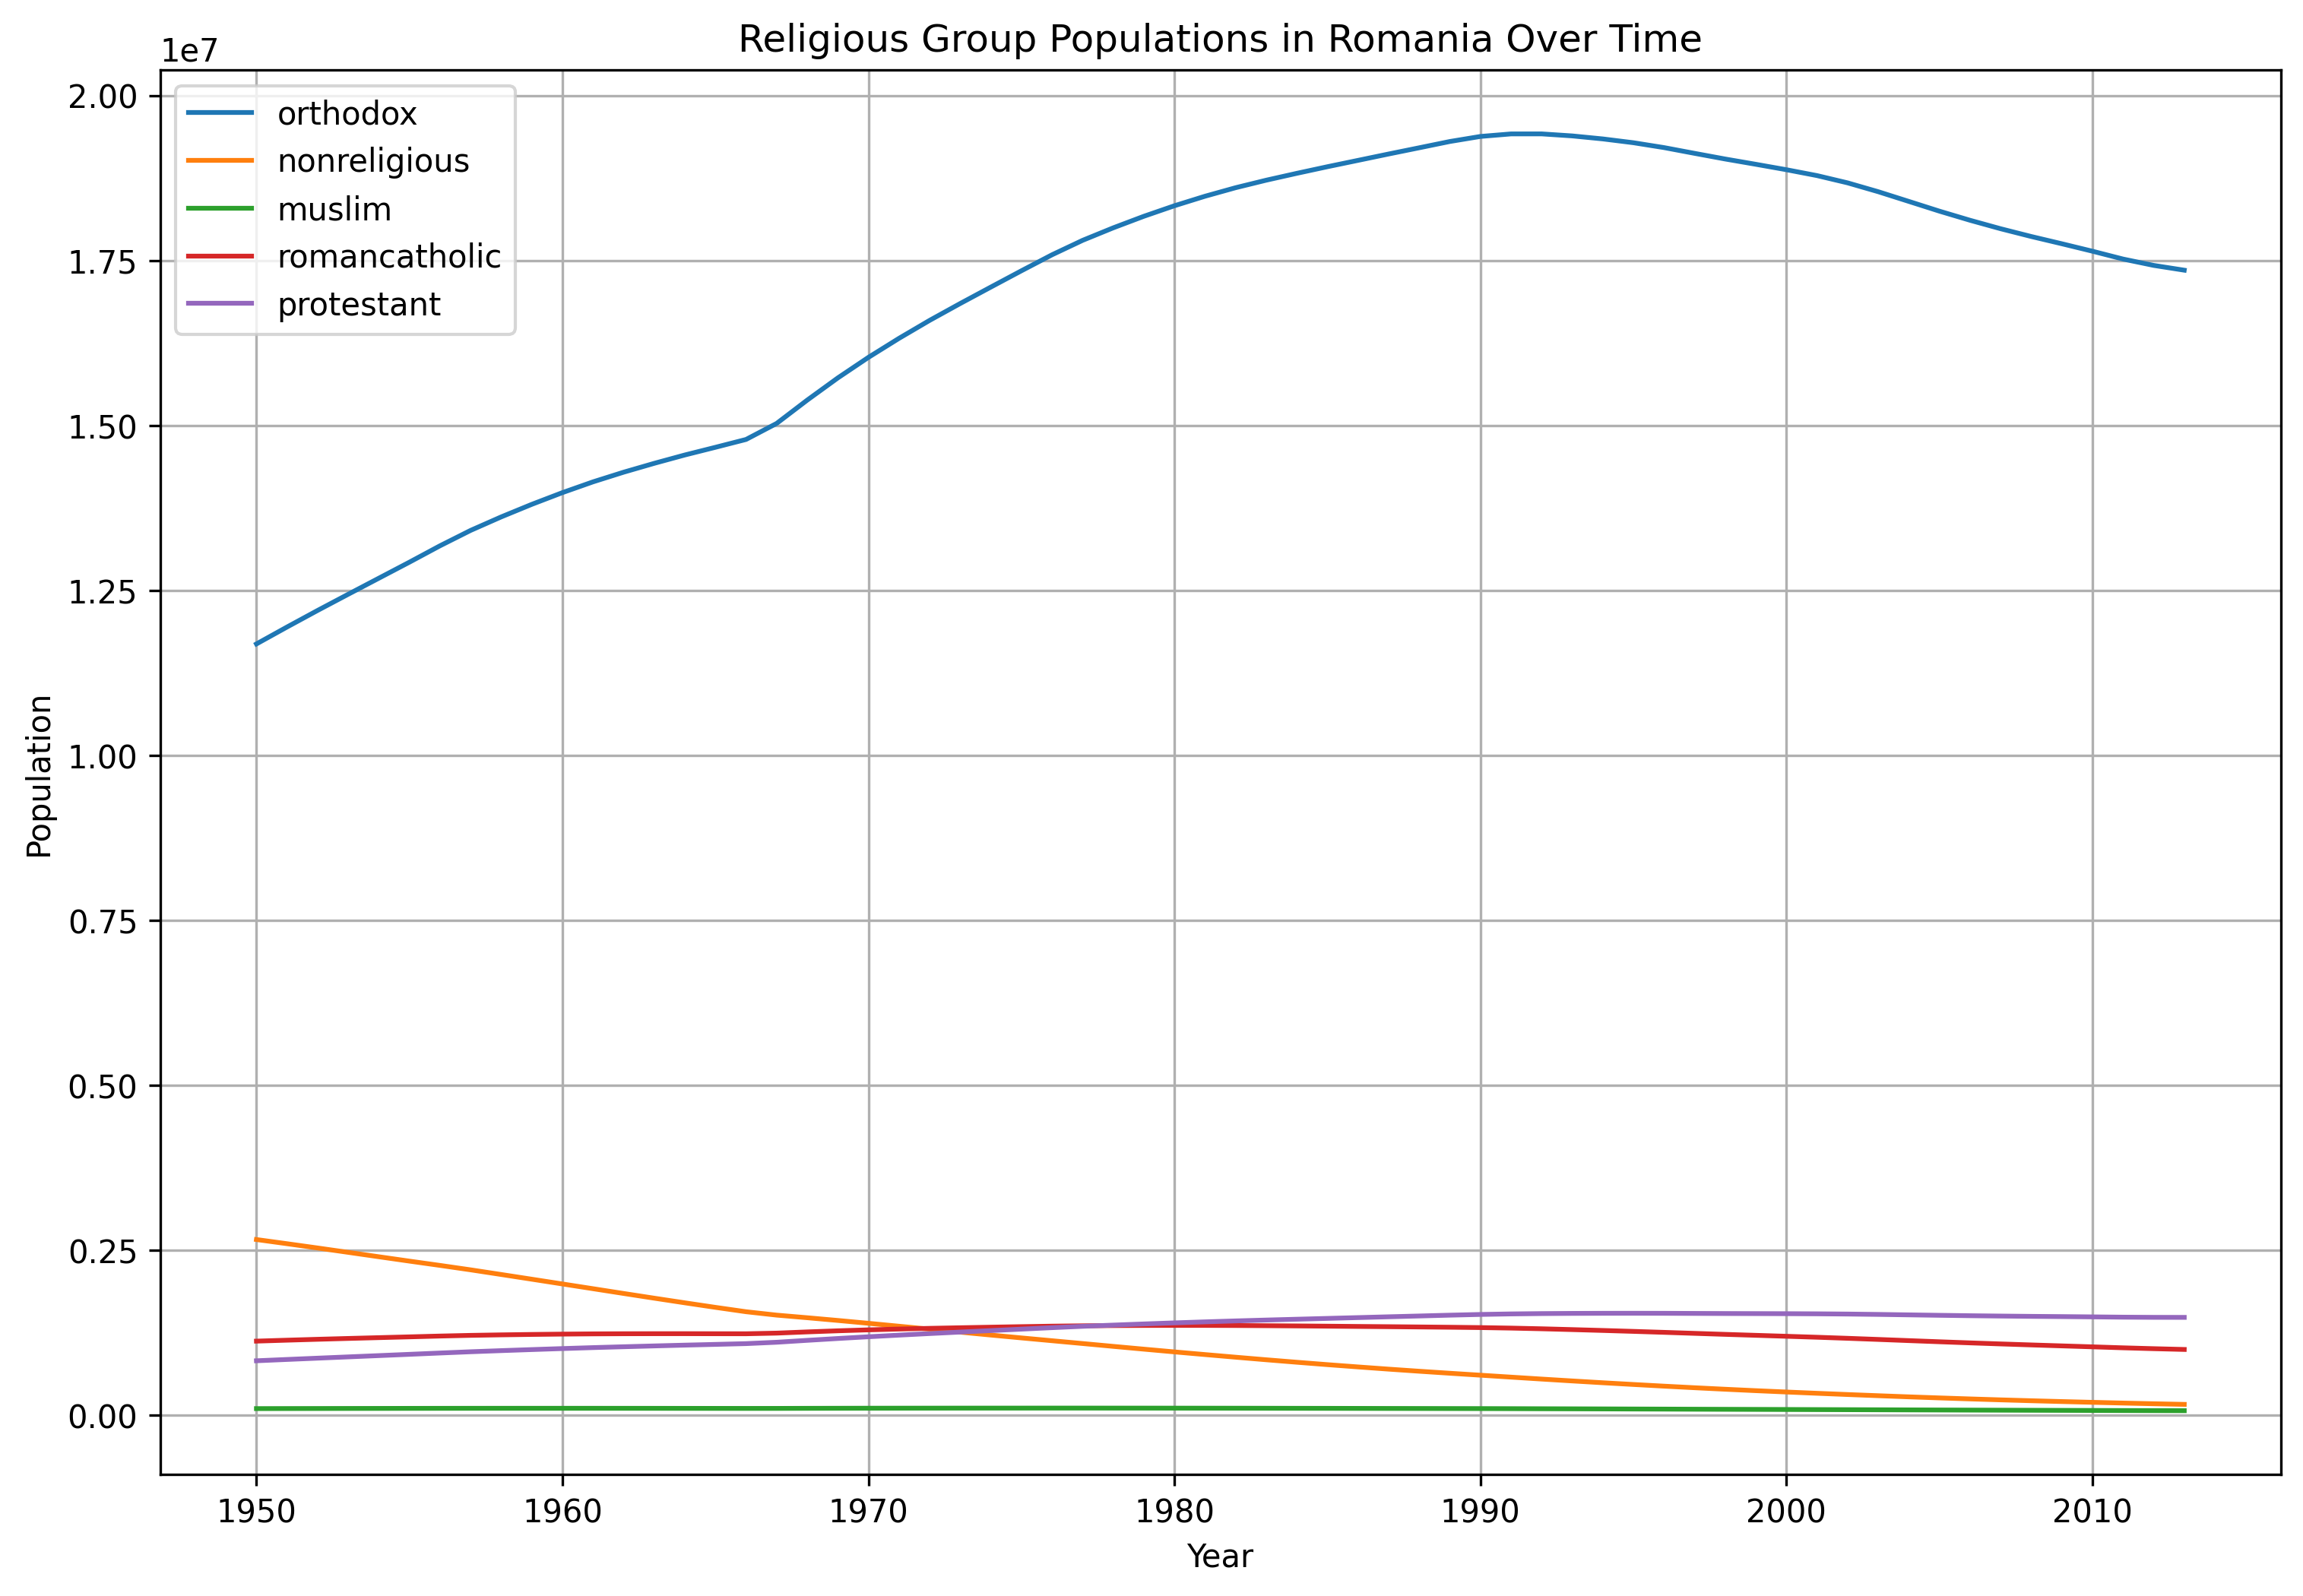 Religious Group Populations in Romania Over Time
1e7
2.00
1.75
1.50
1.25
1.00
0.75
0.50
0.25
0.00
Population
orthodox
nonreligious
muslim
romancatholic
protestant
1950
1960
1970
1980
1990
2000
2010
Year